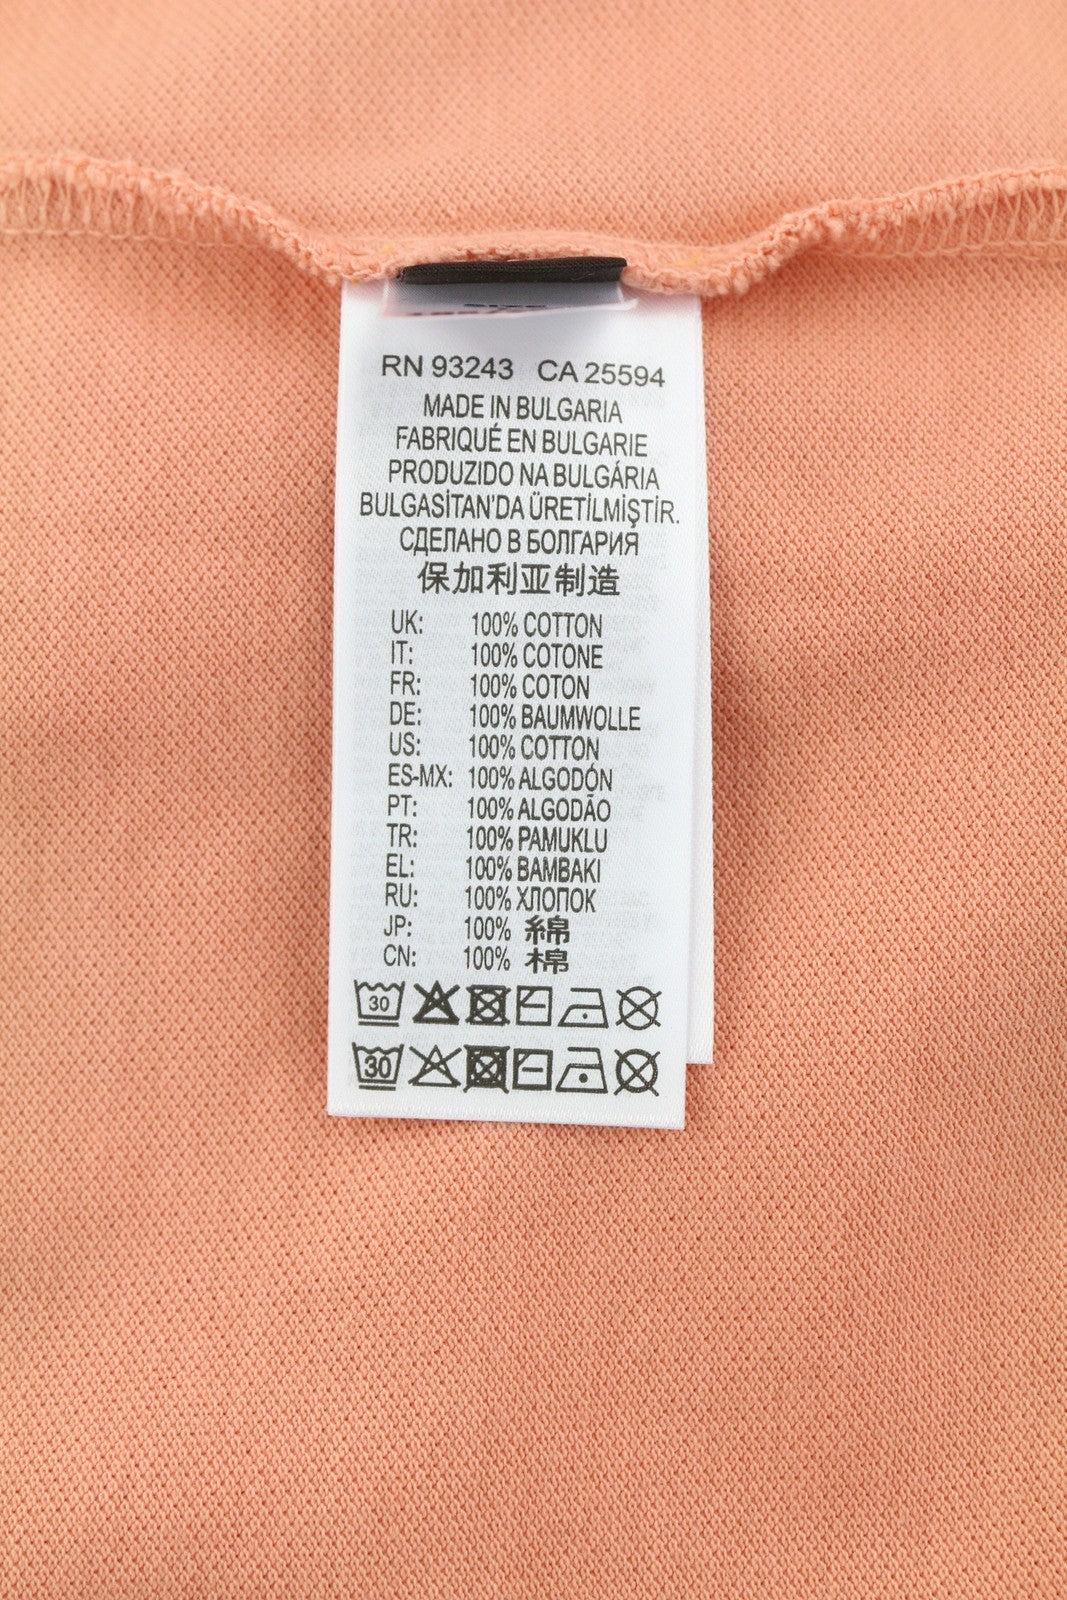 SIZE
RN 93243 CA 25594
MADE IN BULGARIA
FABRIQUÉ EN BULGARIE
PRODUZIDO NA BULGÁRIA
BULGASİTAN'DA ÜRETİLMİŞTİR.
СДЕЛАНО В БОЛГАРИЯ
保加利亚制造
UK: 100% COTTON
IT: 100% COTONE
FR: 100% COTON
DE: 100% BAUMWOLLE
US: 100% COTTON
ES-MX: 100% ALGODÓN
PT: 100% ALGODÃO
TR: 100% PAMUKLU
EL: 100% BAMBAKI
RU: 100% ХЛОПОК
JP: 100% 綿
CN: 100% 棉
30
30